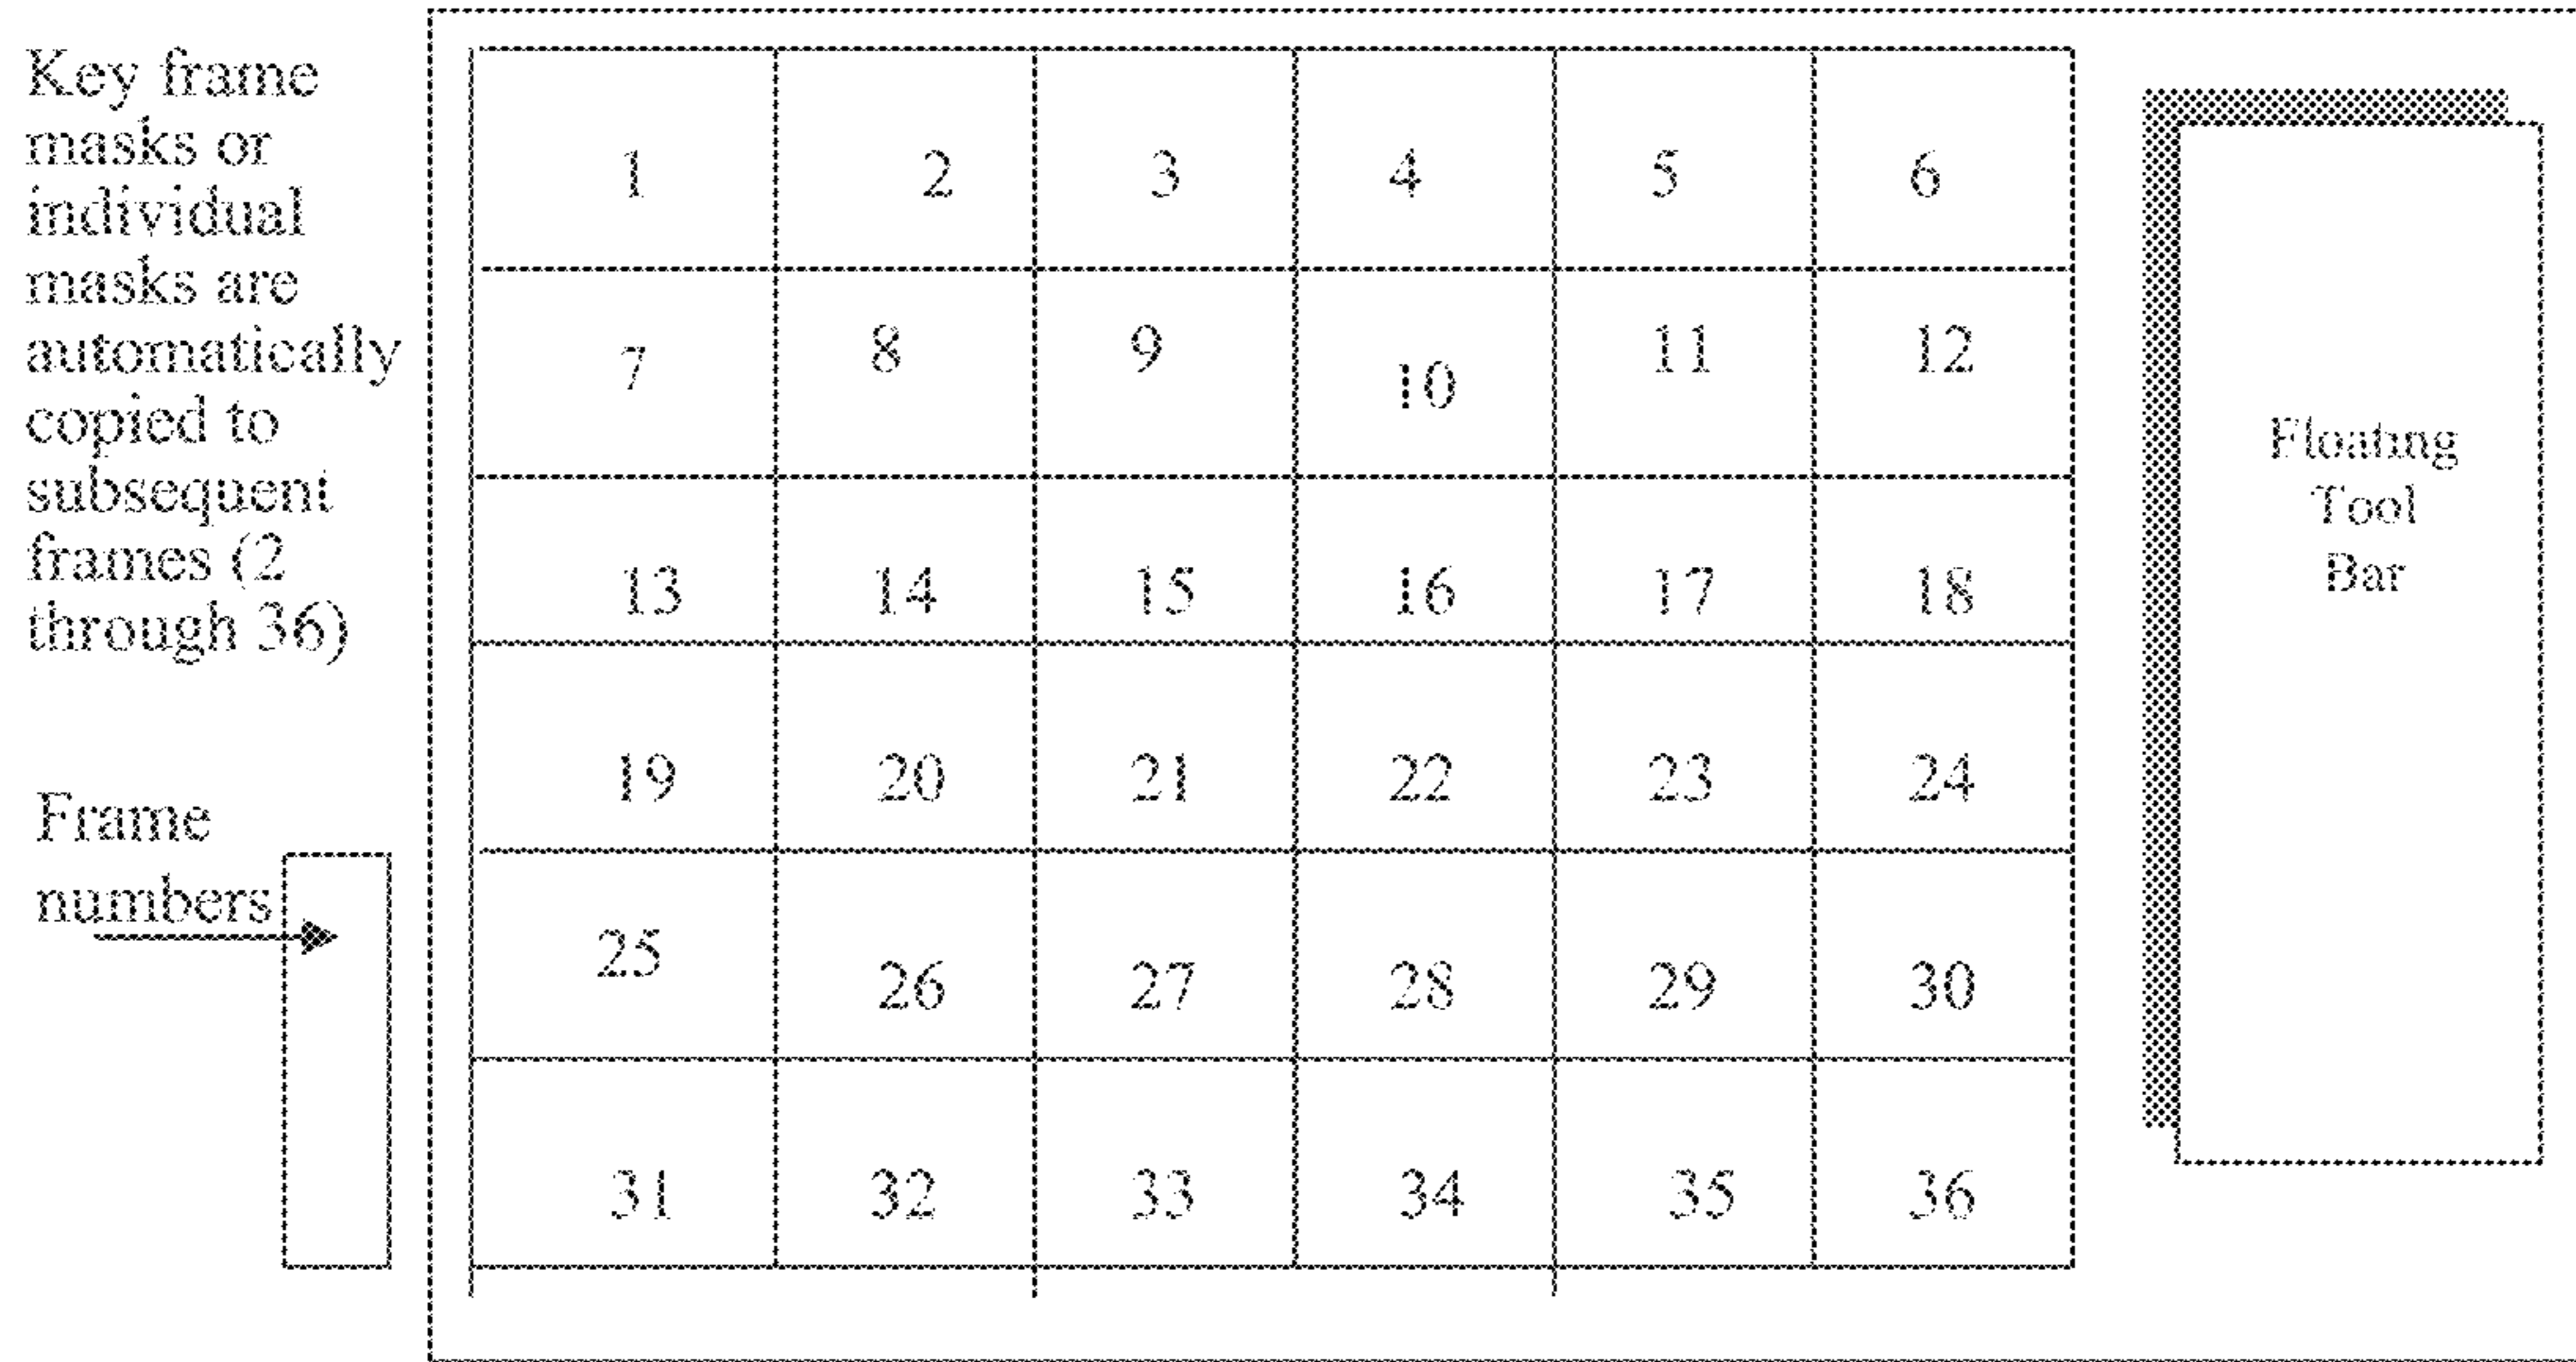 Key frame
masks or
individual
masks are
automatically
copied to
subsequent
frames (2
through 36)
Frame
numbers
1 2 3 4 5 6
7 8 9 10 11 12
13 14 15 16 17 18
19 20 21 22 23 24
25 26 27 28 29 30
31 32 33 34 35 36
Floating
Tool
Bar